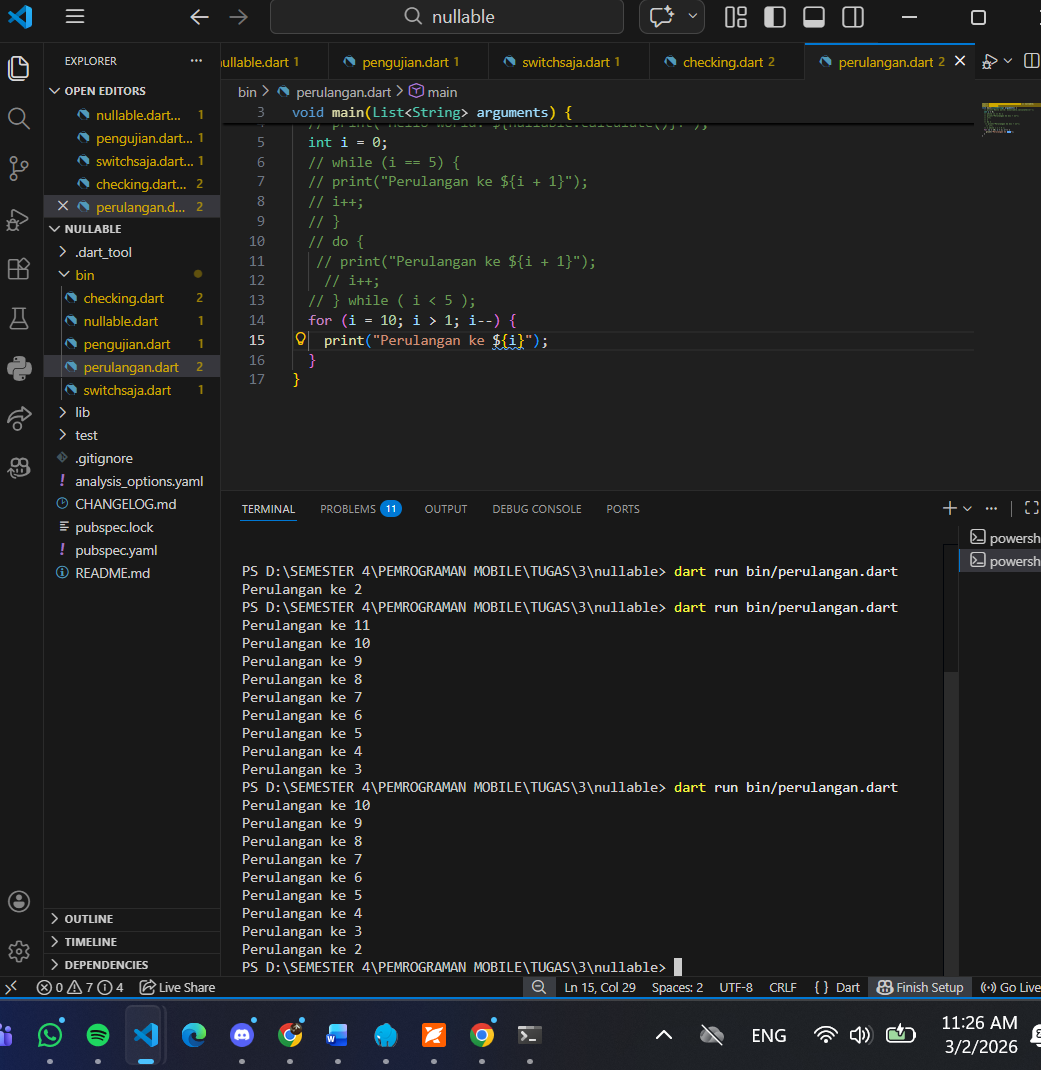 nullable
EXPLORER
ullable.dart 1
pengujian.dart 1
switchsaja.dart 1
checking.dart 2
perulangan.dart 2
OPEN EDITORS
nullable.dart... 1
pengujian.dart... 1
switchsaja.dart... 1
checking.dart... 2
perulangan.d... 2
NULLABLE
.dart_tool
bin
checking.dart 2
nullable.dart 1
pengujian.dart 1
perulangan.dart 2
switchsaja.dart 1
lib
test
.gitignore
analysis_options.yaml
CHANGELOG.md
pubspec.lock
pubspec.yaml
README.md
OUTLINE
TIMELINE
DEPENDENCIES
bin > perulangan.dart > main
3 void main(List<String> arguments) {
5 int i = 0;
6 // while (i == 5) {
7 // print("Perulangan ke ${i + 1}");
8 // i++;
9 // }
10 // do {
11 // print("Perulangan ke ${i + 1}");
12 // i++;
13 // } while ( i < 5 );
14 for (i = 10; i > 1; i--) {
15 print("Perulangan ke ${i}");
16 }
17 }
TERMINAL PROBLEMS 11 OUTPUT DEBUG CONSOLE PORTS
powersh
powersh
PS D:\SEMESTER 4\PEMROGRAMAN MOBILE\TUGAS\3\nullable> dart run bin/perulangan.dart
Perulangan ke 2
PS D:\SEMESTER 4\PEMROGRAMAN MOBILE\TUGAS\3\nullable> dart run bin/perulangan.dart
Perulangan ke 11
Perulangan ke 10
Perulangan ke 9
Perulangan ke 8
Perulangan ke 7
Perulangan ke 6
Perulangan ke 5
Perulangan ke 4
Perulangan ke 3
PS D:\SEMESTER 4\PEMROGRAMAN MOBILE\TUGAS\3\nullable> dart run bin/perulangan.dart
Perulangan ke 10
Perulangan ke 9
Perulangan ke 8
Perulangan ke 7
Perulangan ke 6
Perulangan ke 5
Perulangan ke 4
Perulangan ke 3
Perulangan ke 2
PS D:\SEMESTER 4\PEMROGRAMAN MOBILE\TUGAS\3\nullable>
0 7 4 Live Share Ln 15, Col 29 Spaces: 2 UTF-8 CRLF { } Dart Finish Setup Go Live
ENG
11:26 AM
3/2/2026